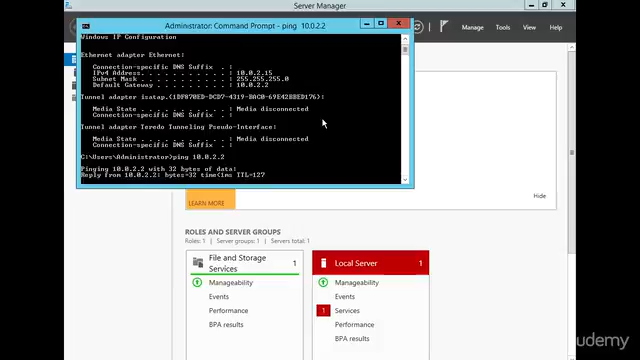 Server Manager
Manage
Tools
View
Help
Administrator: Command Prompt - ping 10.0.2.2
Windows IP Configuration
Ethernet adapter Ethernet:
Connection-specific DNS Suffix . :
IPv4 Address. . . . . . . . . . . : 10.0.2.15
Subnet Mask . . . . . . . . . . . : 255.255.255.0
Default Gateway . . . . . . . . . : 10.0.2.2
Media State . . . . . . . . . . . : Media disconnected
Connection-specific DNS Suffix . :
Tunnel adapter Teredo Tunneling Pseudo-Interface:
Media State . . . . . . . . . . . : Media disconnected
Connection-specific DNS Suffix . :
C:\Users\Administrator>ping 10.0.2.2
Pinging 10.0.2.2 with 32 bytes of data:
Reply from 10.0.2.2: bytes=32 time<1ms TTL=127
LEARN MORE
Hide
ROLES AND SERVER GROUPS
Roles: 1 | Server groups: 1 | Servers total: 1
File and Storage Services 1
Manageability
Events
Performance
BPA results
Local Server 1
Manageability
Events
1 Services
Performance
BPA results
udemy